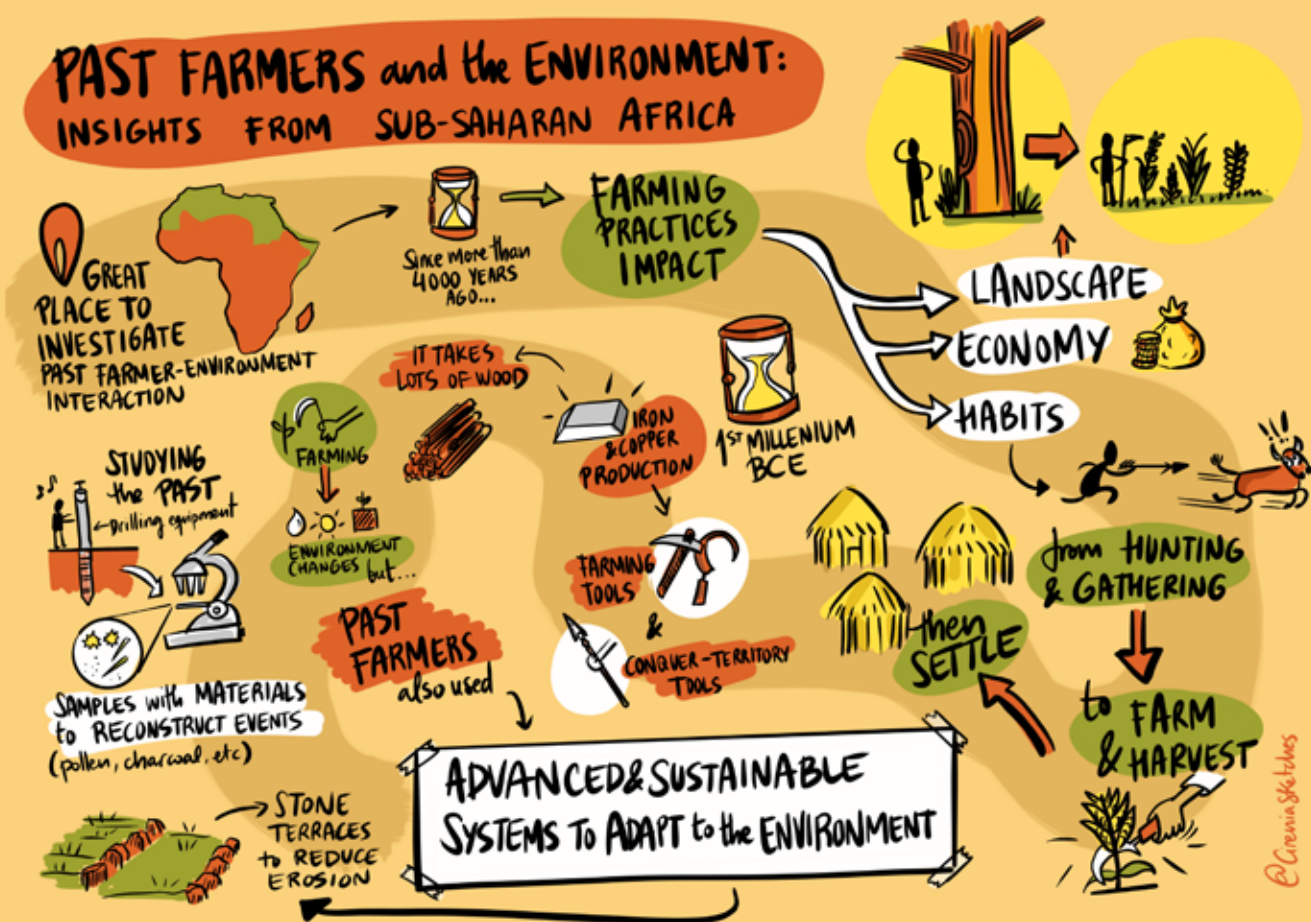 PAST FARMERS and the ENVIRONMENT:
INSIGHTS FROM SUB-SAHARAN AFRICA
GREAT
PLACE TO
INVESTIGATE
PAST FARMER-ENVIRONMENT
INTERACTION
Since more than
4000 YEARS
AGO...
FARMING
PRACTICES
IMPACT
LANDSCAPE
ECONOMY
HABITS
from HUNTING
& GATHERING
to FARM
& HARVEST
then
SETTLE
1ST MILLENIUM
BCE
IRON
& COPPER
PRODUCTION
IT TAKES
LOTS OF WOOD
FARMING
TOOLS
&
CONQUER-TERRITORY
TOOLS
FARMING
ENVIRONMENT
CHANGES but...
PAST
FARMERS
also used
ADVANCED & SUSTAINABLE
SYSTEMS TO ADAPT to the ENVIRONMENT
STONE
TERRACES
to REDUCE
EROSION
STUDYING
the PAST
Drilling equipment
SAMPLES with MATERIALS
to RECONSTRUCT EVENTS
(pollen, charcoal, etc)
@CireniaSketches